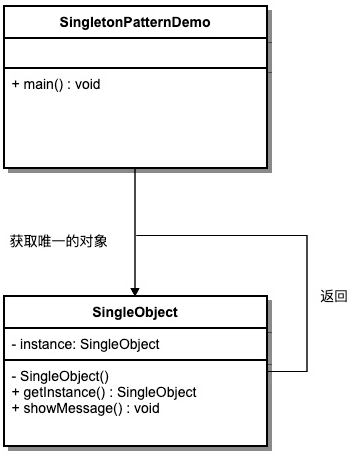 SingletonPatternDemo
+ main() : void
获取唯一的对象
返回
SingleObject
- instance: SingleObject
- SingleObject()
+ getInstance() : SingleObject
+ showMessage() : void